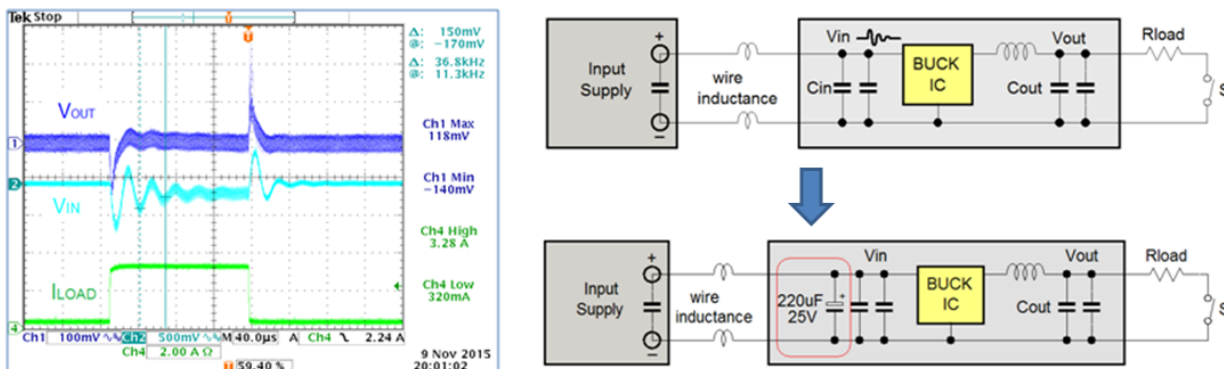 Tek Stop
T
T
Δ: 150mV
@: -170mV
Δ: 36.8kHz
@: 11.3kHz
VOUT
Ch1 Max
118mV
1
2
Ch1 Min
-140mV
VIN
Ch4 High
3.28 A
Ch4 Low
320mA
ILOAD
4
Ch1 100mV Ch2 500mV M 40.0µs A Ch4 2.24 A
Ch4 2.00 A Ω
T 59.40 %
9 Nov 2015
20:01:02
Input
Supply
+
−
wire
inductance
Vin
Cin
BUCK
IC
Vout
Cout
Rload
S
Input
Supply
+
−
wire
inductance
220uF
25V
+
Vin
BUCK
IC
Vout
Cout
Rload
S